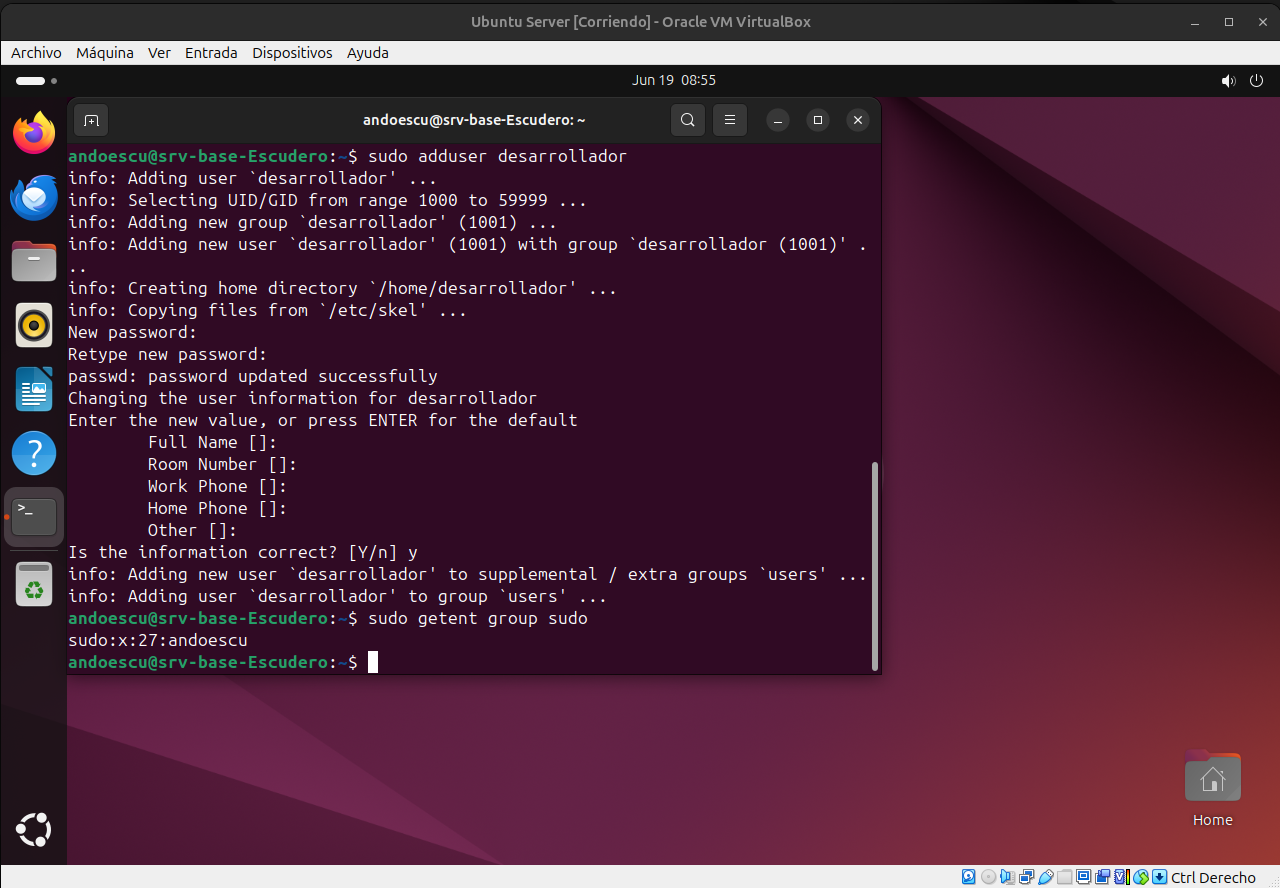 Ubuntu Server [Corriendo] - Oracle VM VirtualBox
Archivo Máquina Ver Entrada Dispositivos Ayuda
Jun 19 08:55
andoescu@srv-base-Escudero: ~
andoescu@srv-base-Escudero:~$ sudo adduser desarrollador
info: Adding user `desarrollador' ...
info: Selecting UID/GID from range 1000 to 59999 ...
info: Adding new group `desarrollador' (1001) ...
info: Adding new user `desarrollador' (1001) with group `desarrollador (1001)' .
..
info: Creating home directory `/home/desarrollador' ...
info: Copying files from `/etc/skel' ...
New password:
Retype new password:
passwd: password updated successfully
Changing the user information for desarrollador
Enter the new value, or press ENTER for the default
Full Name []:
Room Number []:
Work Phone []:
Home Phone []:
Other []:
Is the information correct? [Y/n] y
info: Adding new user `desarrollador' to supplemental / extra groups `users' ...
info: Adding user `desarrollador' to group `users' ...
andoescu@srv-base-Escudero:~$ sudo getent group sudo
sudo:x:27:andoescu
andoescu@srv-base-Escudero:~$
Home
Ctrl Derecho